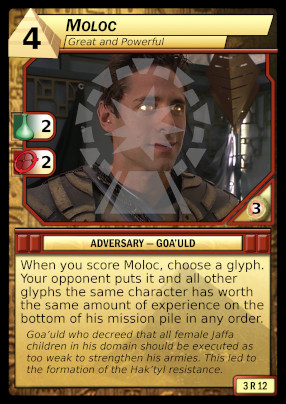 4
MOLOC
Great and Powerful
2
2
3
ADVERSARY – GOA'ULD
When you score Moloc, choose a glyph.
Your opponent puts it and all other
glyphs the same character has worth
the same amount of experience on the
bottom of his mission pile in any order.
Goa'uld who decreed that all female Jaffa
children in his domain should be executed
as too weak to strengthen his armies. This led to
the formation of the Hak'tyl resistance.
3 R 12